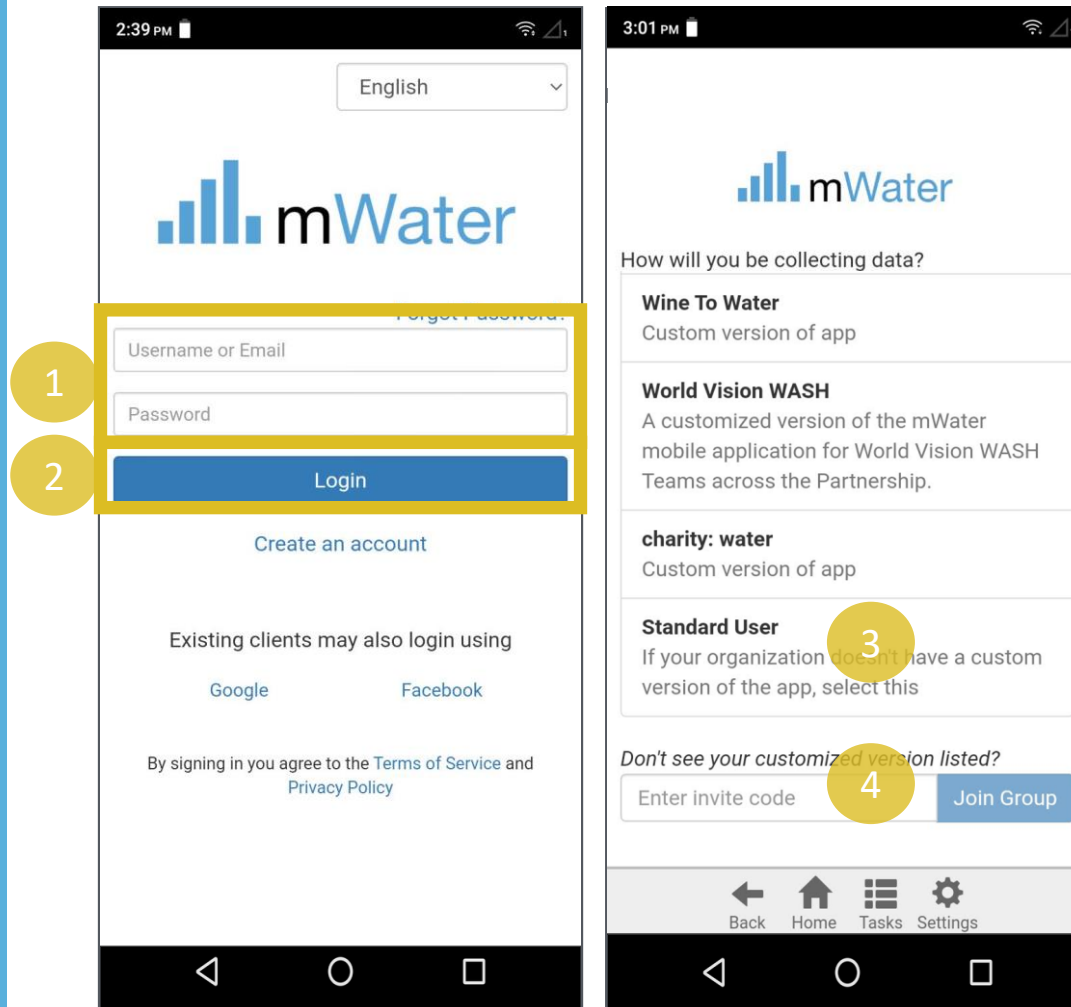 2:39 PM
English
mWater
Forgot Password?
Username or Email
1
Password
2
Login
Create an account
Existing clients may also login using
Google Facebook
By signing in you agree to the Terms of Service and
Privacy Policy
3:01 PM
mWater
How will you be collecting data?
Wine To Water
Custom version of app
World Vision WASH
A customized version of the mWater
mobile application for World Vision WASH
Teams across the Partnership.
charity: water
Custom version of app
Standard User
3
If your organization doesn't have a custom
version of the app, select this
Don't see your customized version listed?
4
Enter invite code Join Group
Back Home Tasks Settings